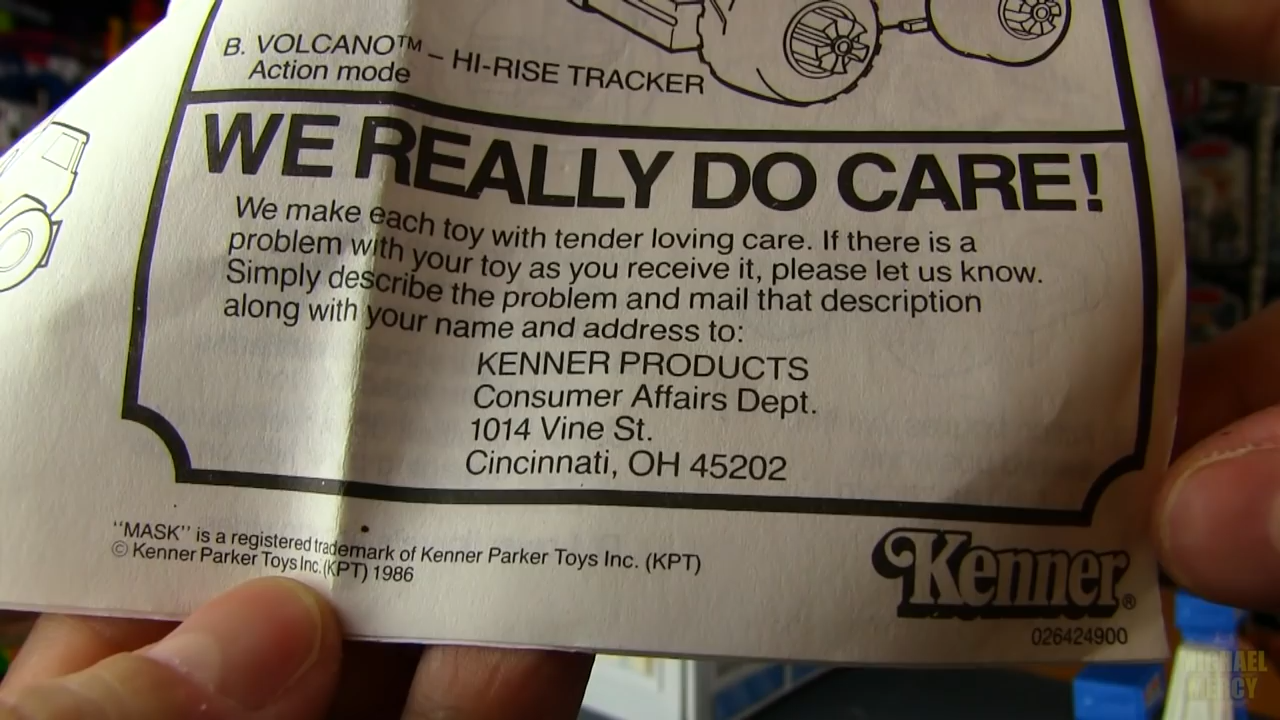 B. VOLCANO™ – HI-RISE TRACKER
Action mode
WE REALLY DO CARE!
We make each toy with tender loving care. If there is a
problem with your toy as you receive it, please let us know.
Simply describe the problem and mail that description
along with your name and address to:
KENNER PRODUCTS
Consumer Affairs Dept.
1014 Vine St.
Cincinnati, OH 45202
"MASK" is a registered trademark of Kenner Parker Toys Inc. (KPT)
© Kenner Parker Toys Inc. (KPT) 1986
Kenner®
026424900
MICHAEL
MERCY